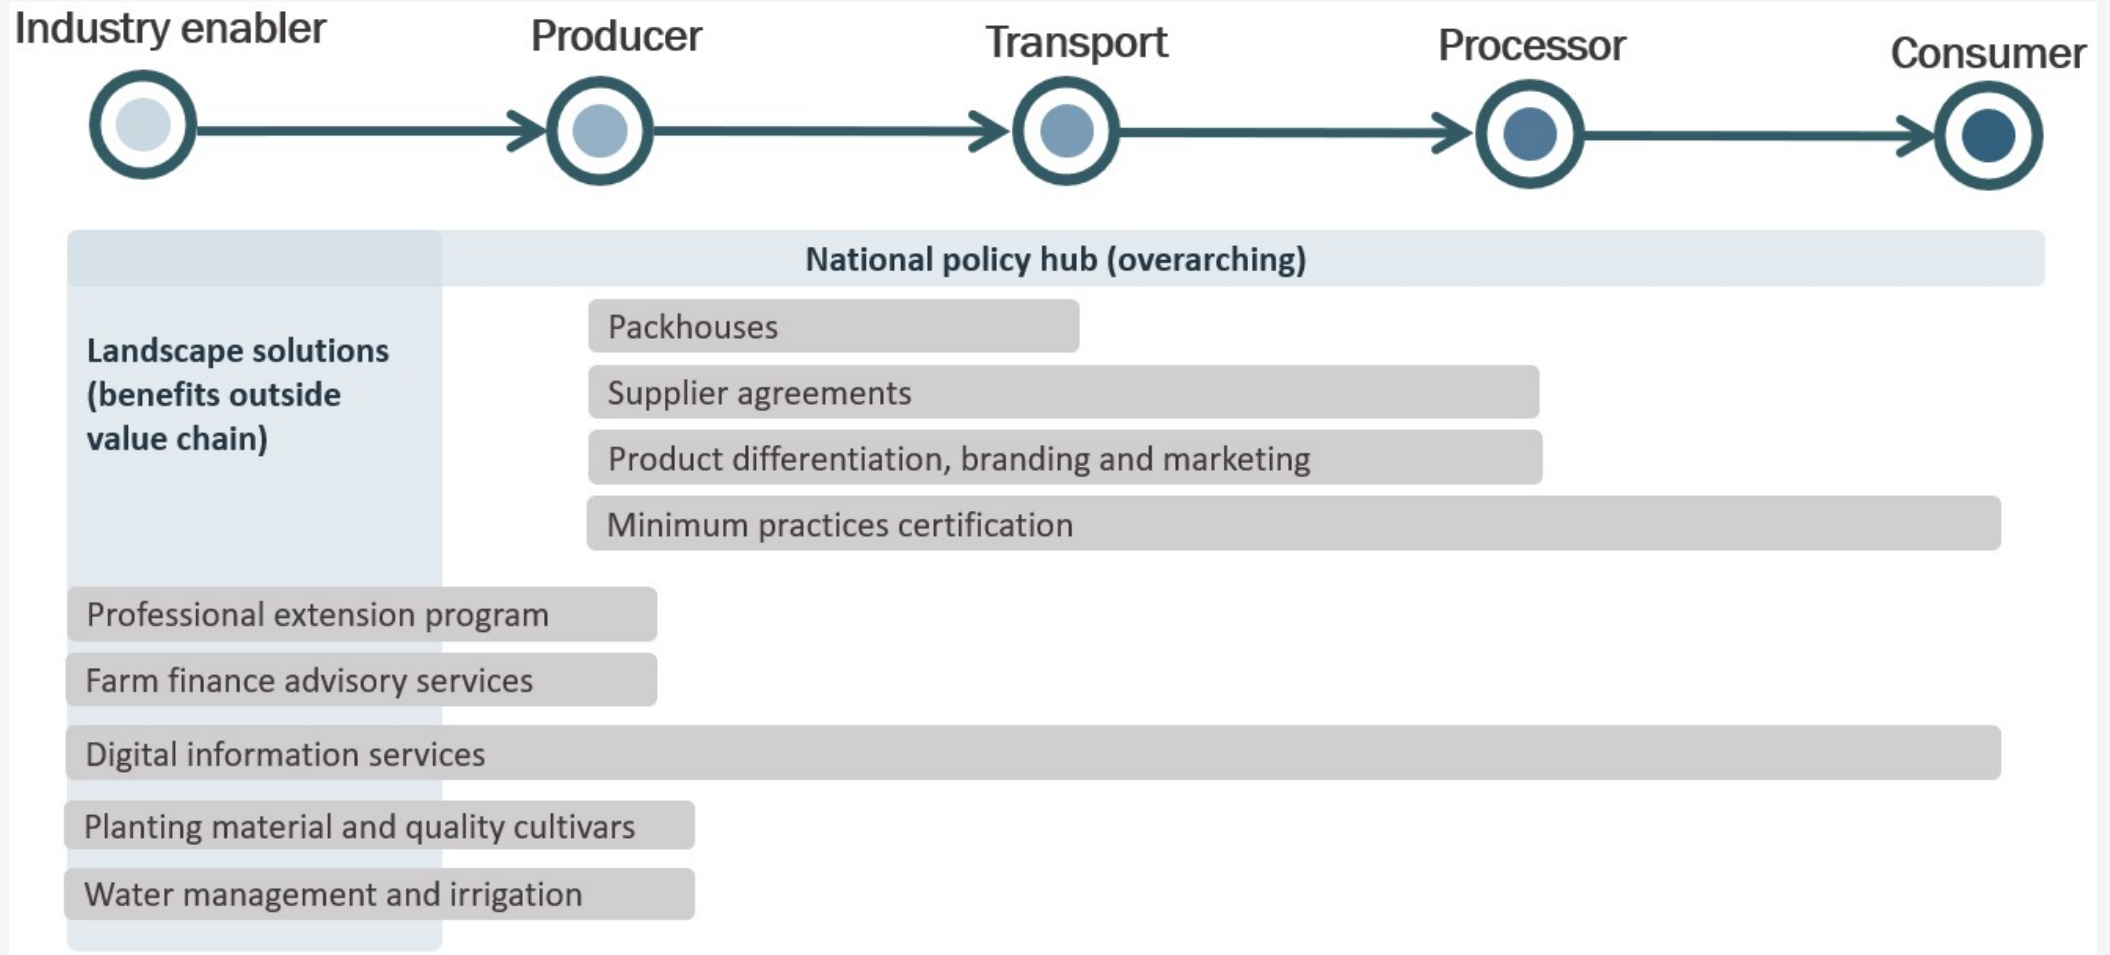 Industry enabler
Producer
Transport
Processor
Consumer
National policy hub (overarching)
Landscape solutions
(benefits outside
value chain)
Packhouses
Supplier agreements
Product differentiation, branding and marketing
Minimum practices certification
Professional extension program
Farm finance advisory services
Digital information services
Planting material and quality cultivars
Water management and irrigation